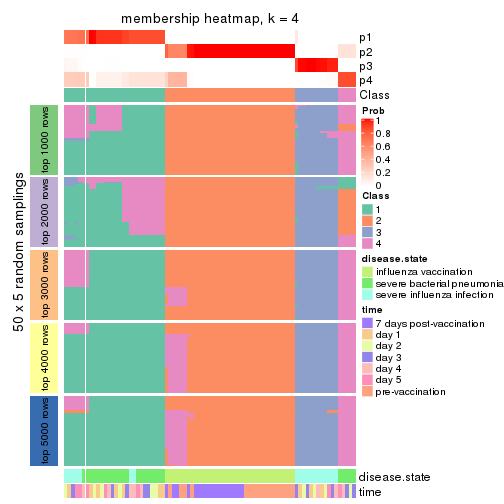 membership heatmap, k = 4
p1
p2
p3
p4
Class
50 x 5 random samplings
top 1000 rows
top 2000 rows
top 3000 rows
top 4000 rows
top 5000 rows
Prob
1
0.8
0.6
0.4
0.2
0
Class
1
2
3
4
disease.state
influenza vaccination
severe bacterial pneumonia
severe influenza infection
time
7 days post-vaccination
day 1
day 2
day 3
day 4
day 5
pre-vaccination
disease.state
time